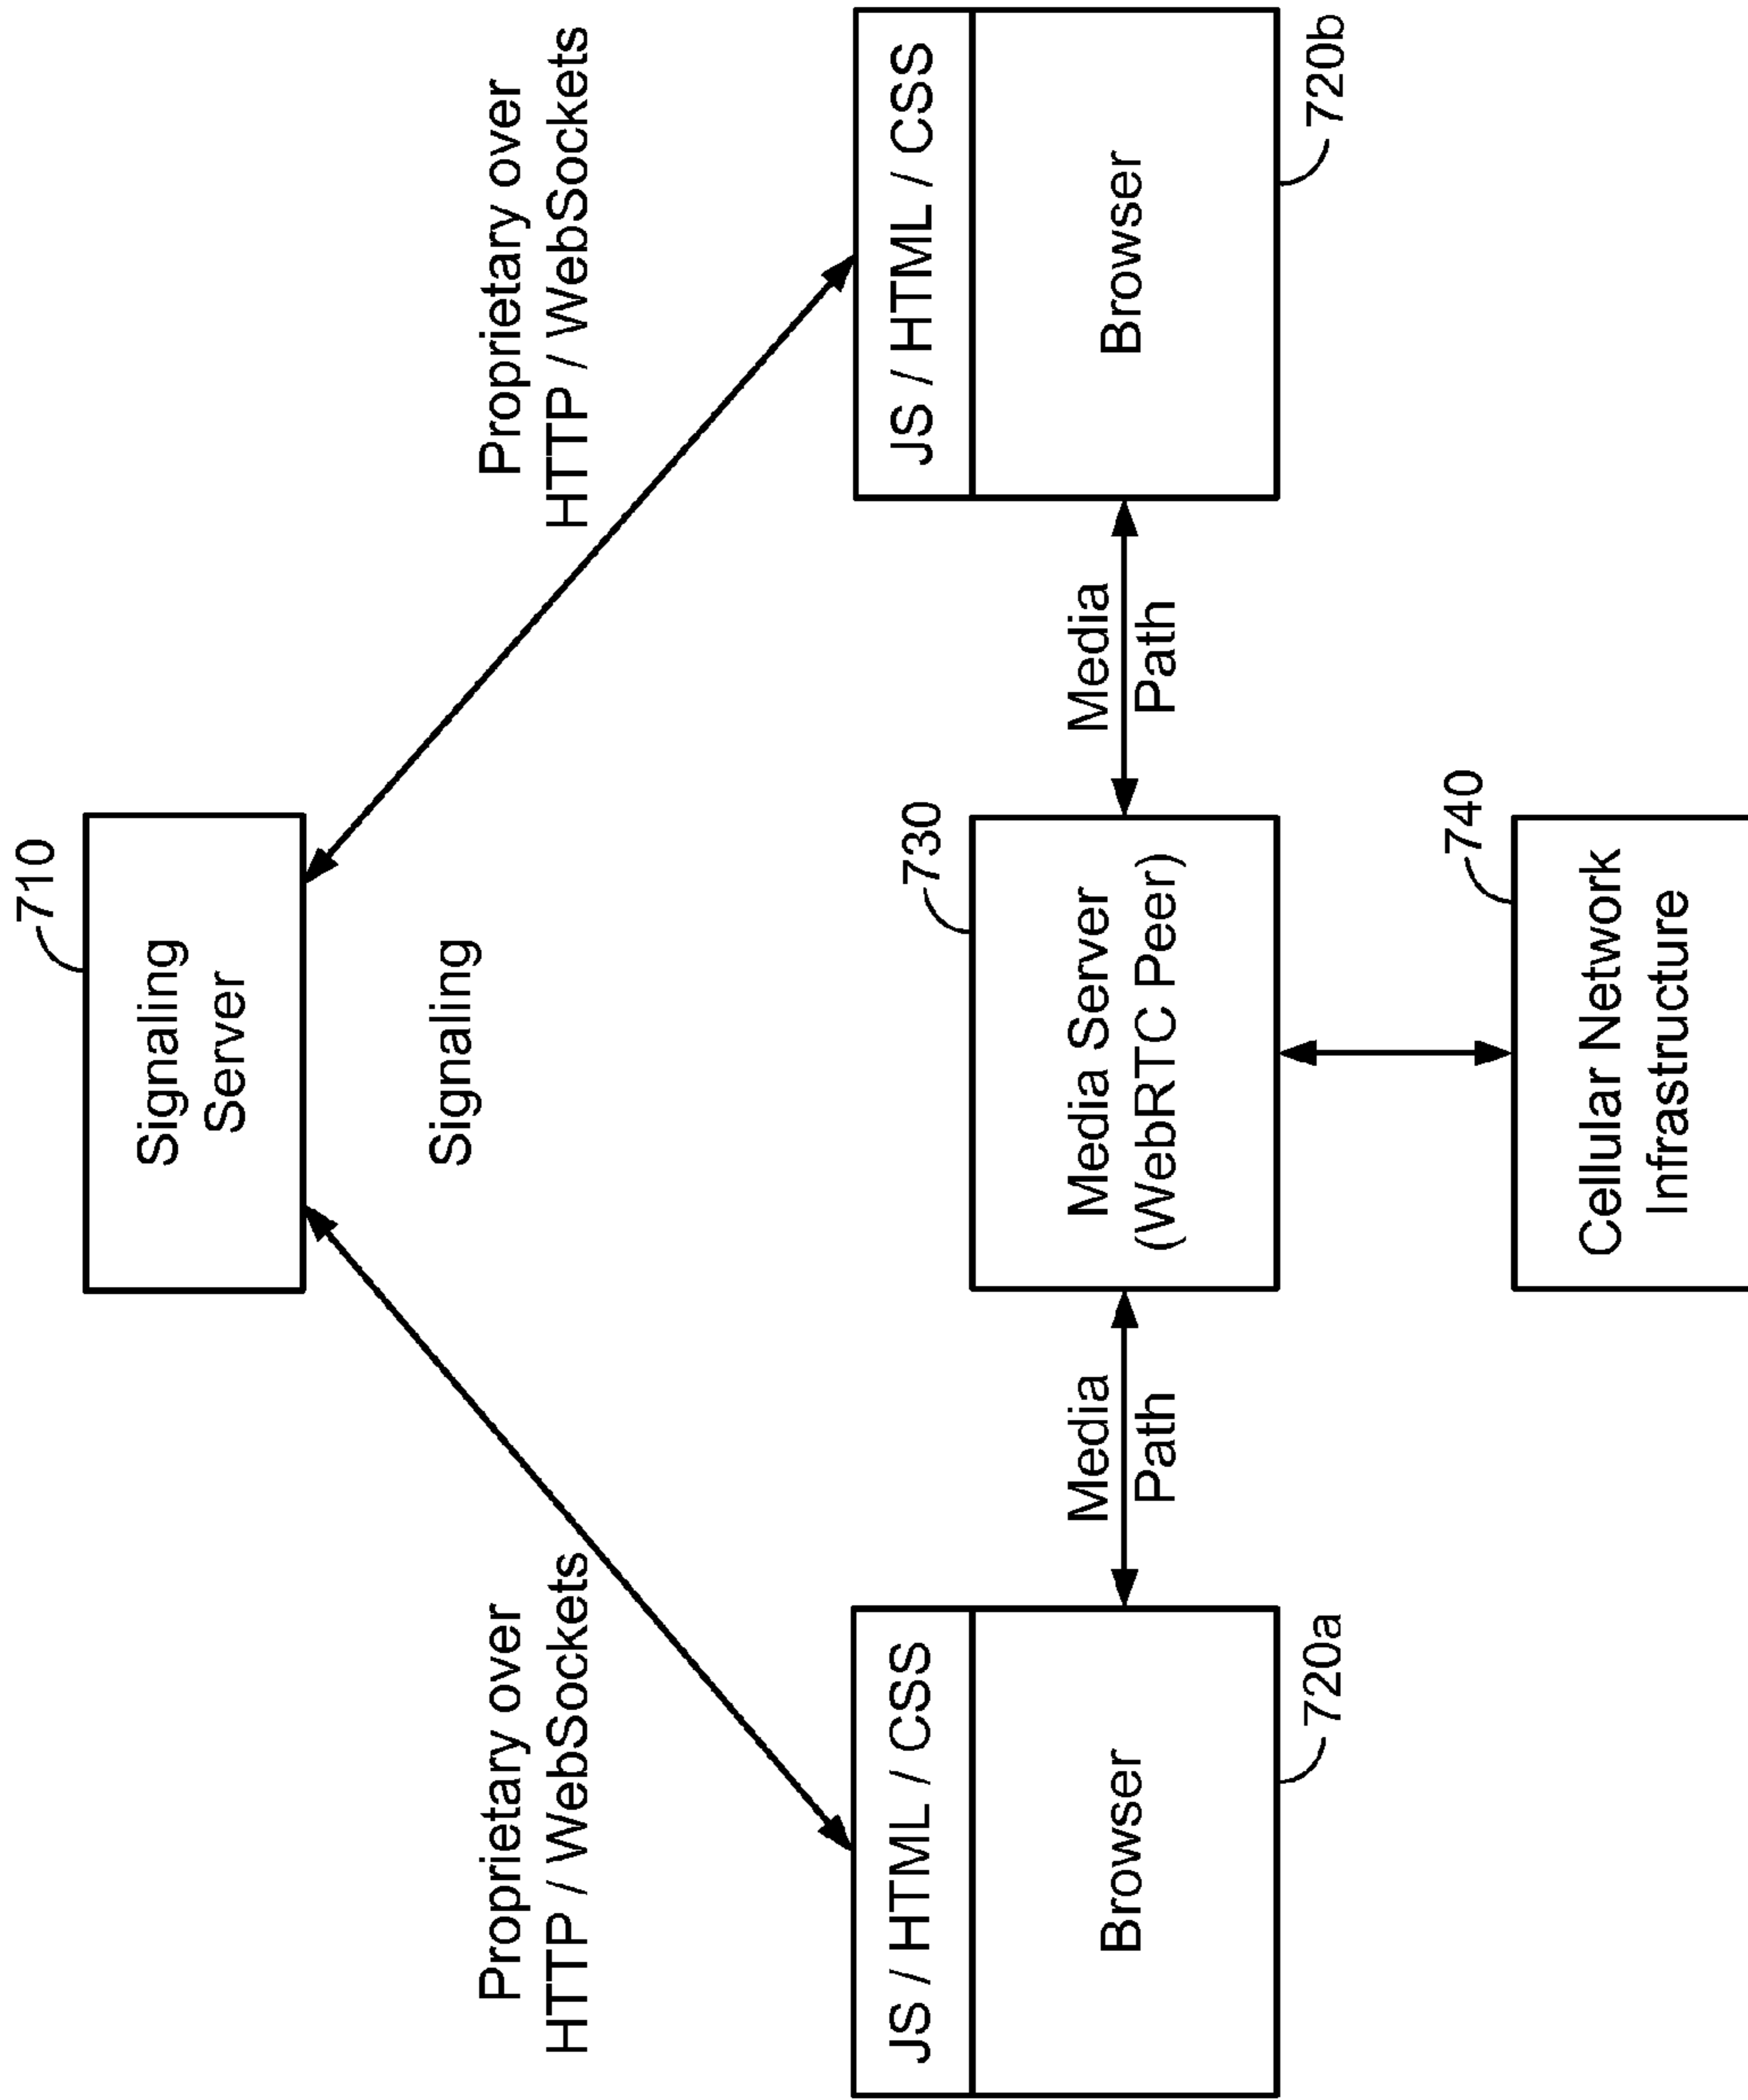 710
Signaling
Server
Signaling
Proprietary over
HTTP / WebSockets
Proprietary over
HTTP / WebSockets
JS / HTML / CSS
Browser
720a
Media
Path
730
Media Server
(WebRTC Peer)
Media
Path
JS / HTML / CSS
Browser
720b
740
Cellular Network
Infrastructure